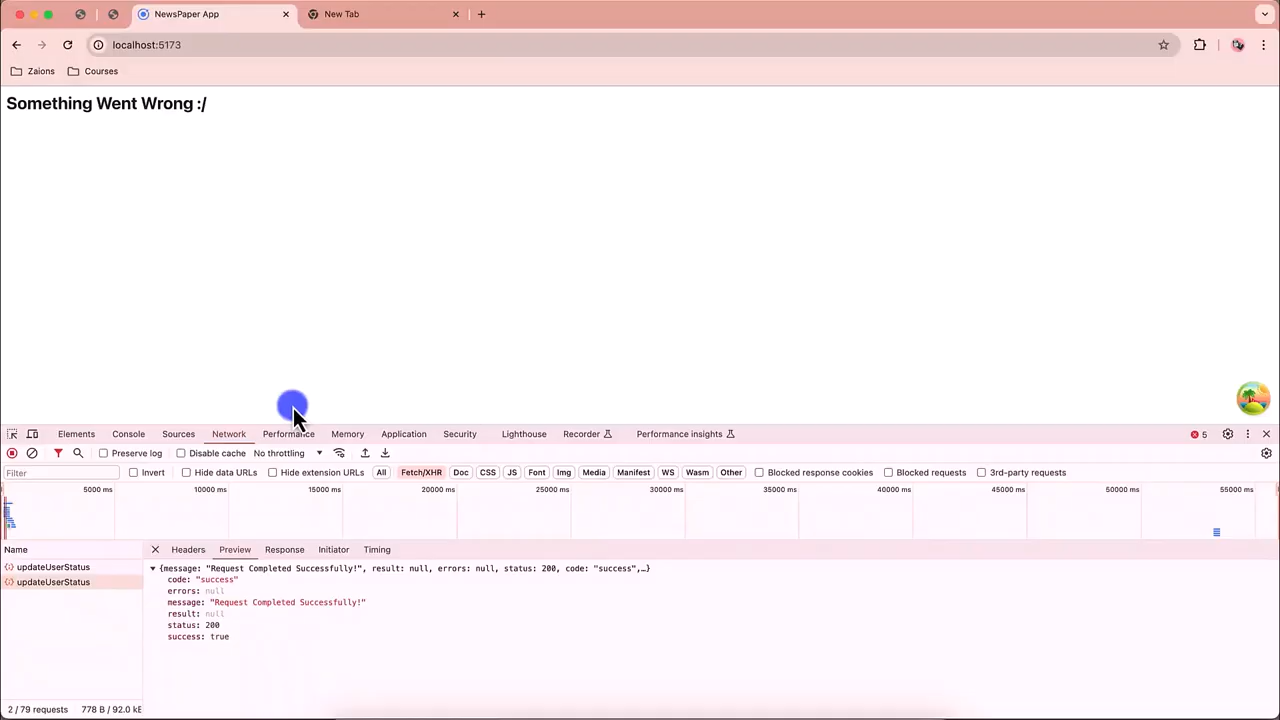 NewsPaper App
New Tab
localhost:5173
Zaions Courses
Something Went Wrong :/
Elements Console Sources Network Performance Memory Application Security Lighthouse Recorder Performance insights 5
Preserve log Disable cache No throttling
Filter Invert Hide data URLs Hide extension URLs All Fetch/XHR Doc CSS JS Font Img Media Manifest WS Wasm Other Blocked response cookies Blocked requests 3rd-party requests
5000 ms 10000 ms 15000 ms 20000 ms 25000 ms 30000 ms 35000 ms 40000 ms 45000 ms 50000 ms 55000 ms
Name Headers Preview Response Initiator Timing
updateUserStatus
updateUserStatus
{message: "Request Completed Successfully!", result: null, errors: null, status: 200, code: "success",…}
code: "success"
errors: null
message: "Request Completed Successfully!"
result: null
status: 200
success: true
2 / 79 requests 778 B / 92.0 kE